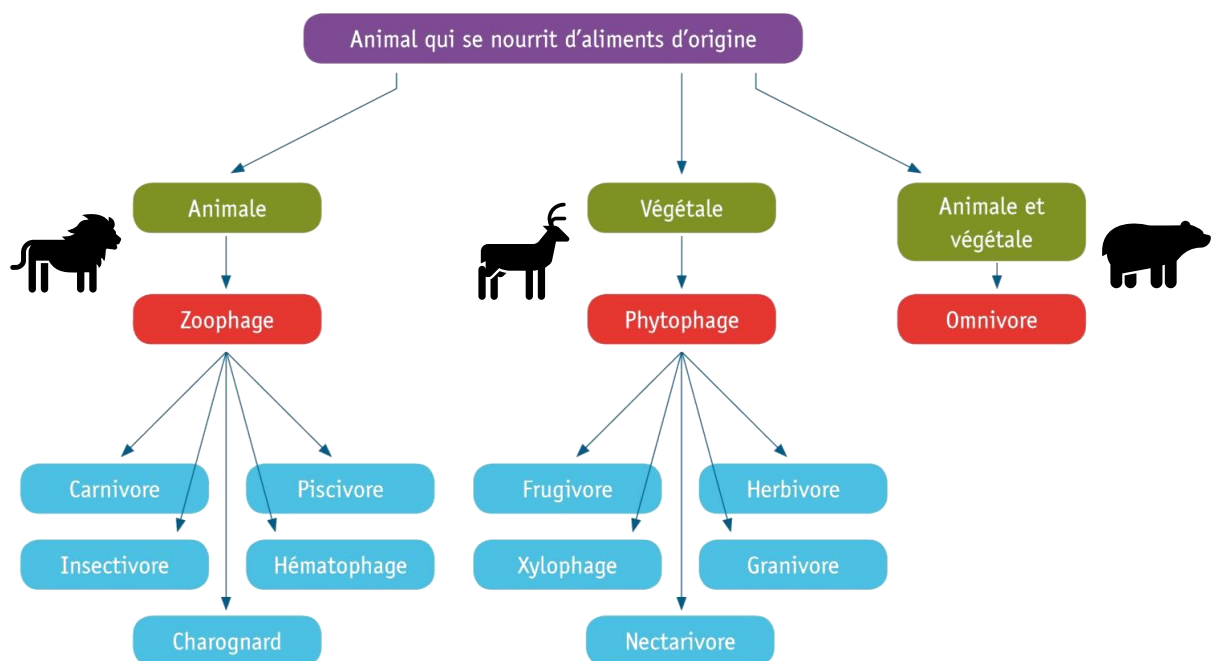 Animal qui se nourrit d'aliments d'origine
Animale
Végétale
Animale et
végétale
Zoophage
Phytophage
Omnivore
Carnivore
Piscivore
Frugivore
Herbivore
Insectivore
Hématophage
Xylophage
Granivore
Charognard
Nectarivore